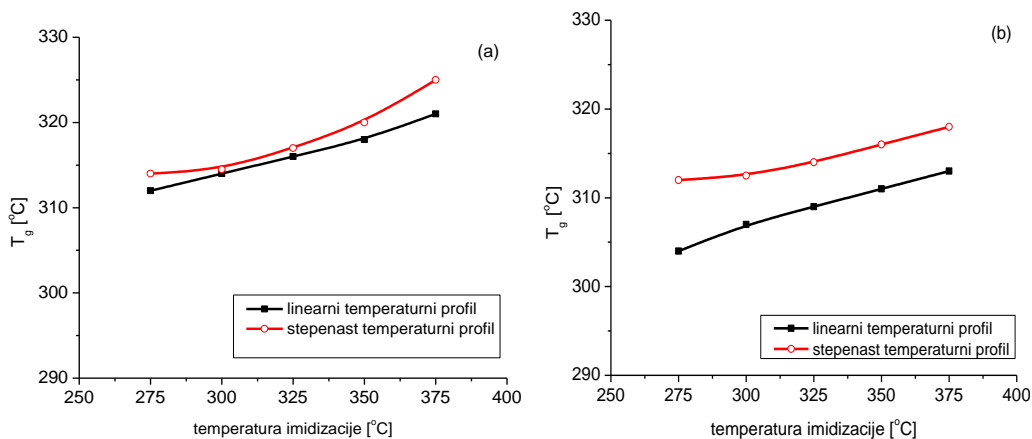 (a)
330
320
310
300
290
T_g [°C]
linearni temperaturni profil
stepenast temperaturni profil
250 275 300 325 350 375 400
temperatura imidizacije [°C]
(b)
330
320
310
300
290
T_g [°C]
linearni temperaturni profil
stepenast temperaturni profil
250 275 300 325 350 375 400
temperatura imidizacije [°C]